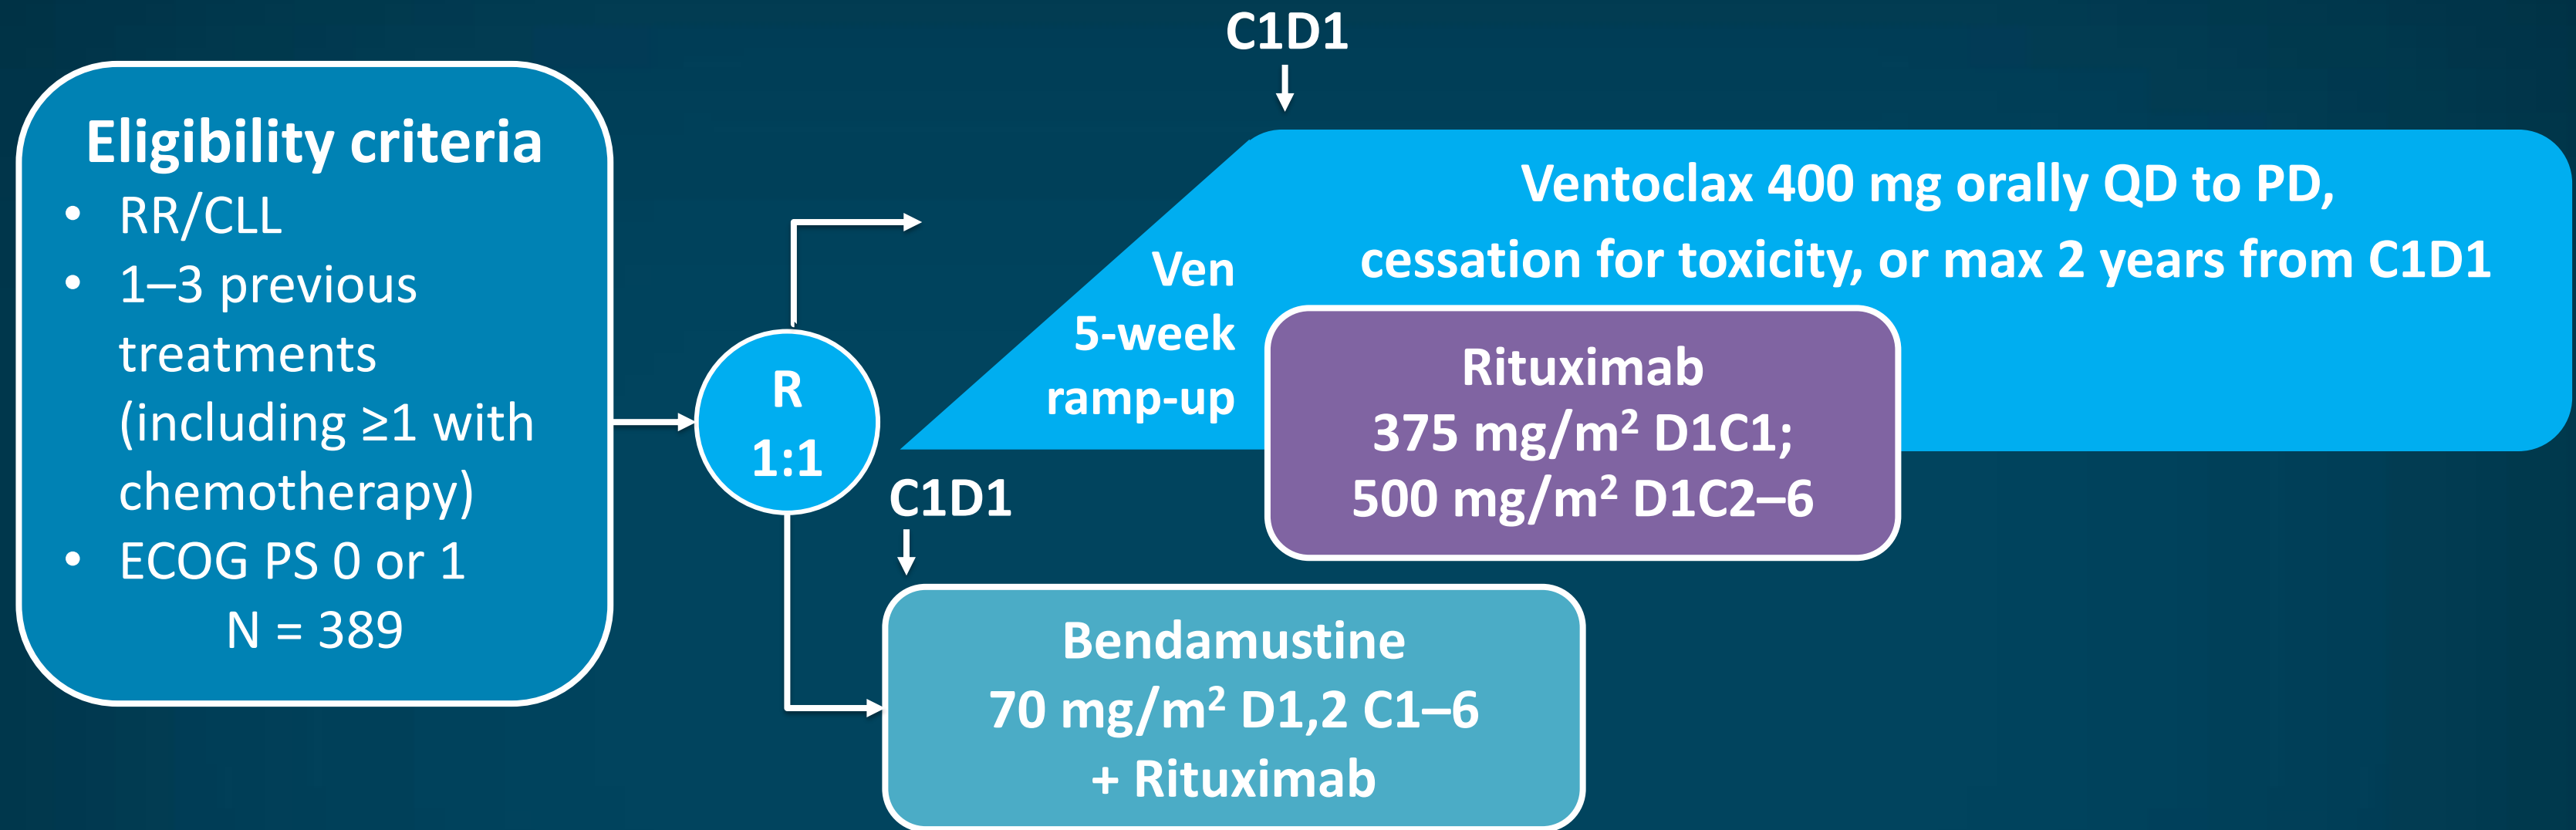 Eligibility criteria
• RR/CLL
• 1–3 previous
treatments
(including ≥1 with
chemotherapy)
• ECOG PS 0 or 1
N = 389
R
1:1
C1D1
Ven
5-week
ramp-up
Ventoclax 400 mg orally QD to PD,
cessation for toxicity, or max 2 years from C1D1
Rituximab
375 mg/m² D1C1;
500 mg/m² D1C2–6
C1D1
Bendamustine
70 mg/m² D1,2 C1–6
+ Rituximab